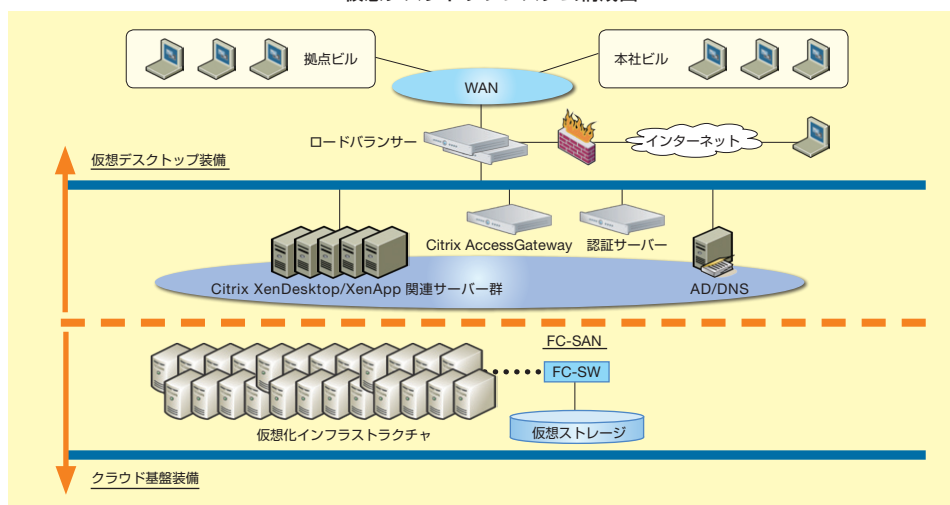 拠点ビル
本社ビル
WAN
ロードバランサー
インターネット
仮想デスクトップ装備
Citrix AccessGateway
認証サーバー
Citrix XenDesktop/XenApp 関連サーバー群
AD/DNS
FC-SAN
FC-SW
仮想化インフラストラクチャ
仮想ストレージ
クラウド基盤装備